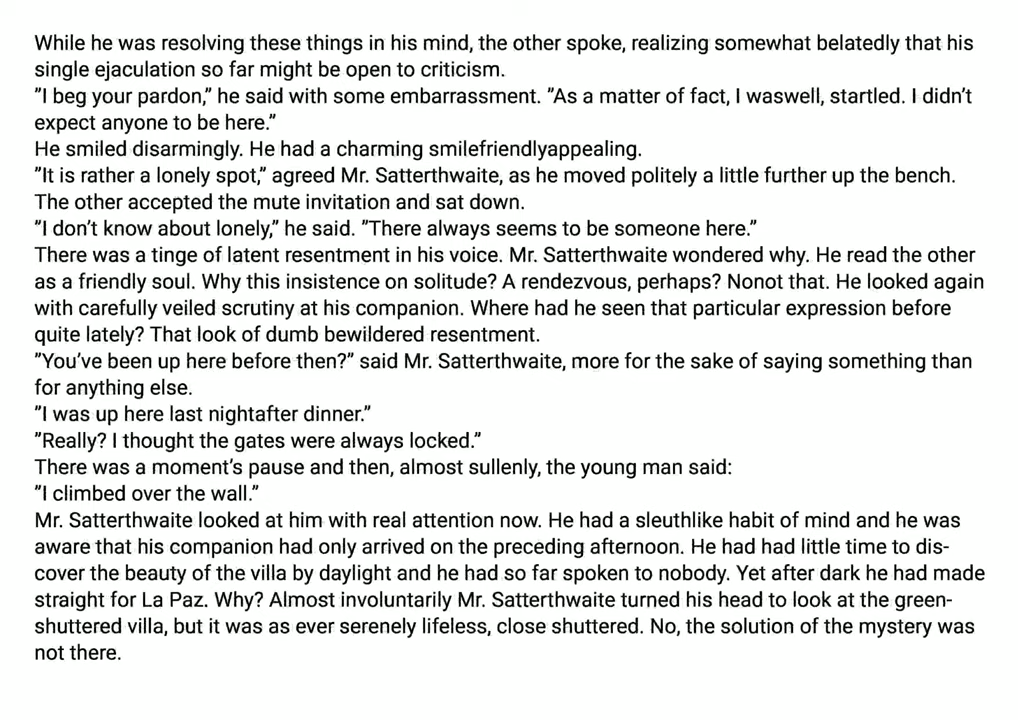 While he was resolving these things in his mind, the other spoke, realizing somewhat belatedly that his
single ejaculation so far might be open to criticism.
"I beg your pardon," he said with some embarrassment. "As a matter of fact, I waswell, startled. I didn't
expect anyone to be here."
He smiled disarmingly. He had a charming smilefriendlyappealing.
"It is rather a lonely spot," agreed Mr. Satterthwaite, as he moved politely a little further up the bench.
The other accepted the mute invitation and sat down.
"I don't know about lonely," he said. "There always seems to be someone here."
There was a tinge of latent resentment in his voice. Mr. Satterthwaite wondered why. He read the other
as a friendly soul. Why this insistence on solitude? A rendezvous, perhaps? Nonot that. He looked again
with carefully veiled scrutiny at his companion. Where had he seen that particular expression before
quite lately? That look of dumb bewildered resentment.
"You've been up here before then?" said Mr. Satterthwaite, more for the sake of saying something than
for anything else.
"I was up here last nightafter dinner."
"Really? I thought the gates were always locked."
There was a moment's pause and then, almost sullenly, the young man said:
"I climbed over the wall."
Mr. Satterthwaite looked at him with real attention now. He had a sleuthlike habit of mind and he was
aware that his companion had only arrived on the preceding afternoon. He had had little time to dis-
cover the beauty of the villa by daylight and he had so far spoken to nobody. Yet after dark he had made
straight for La Paz. Why? Almost involuntarily Mr. Satterthwaite turned his head to look at the green-
shuttered villa, but it was as ever serenely lifeless, close shuttered. No, the solution of the mystery was
not there.